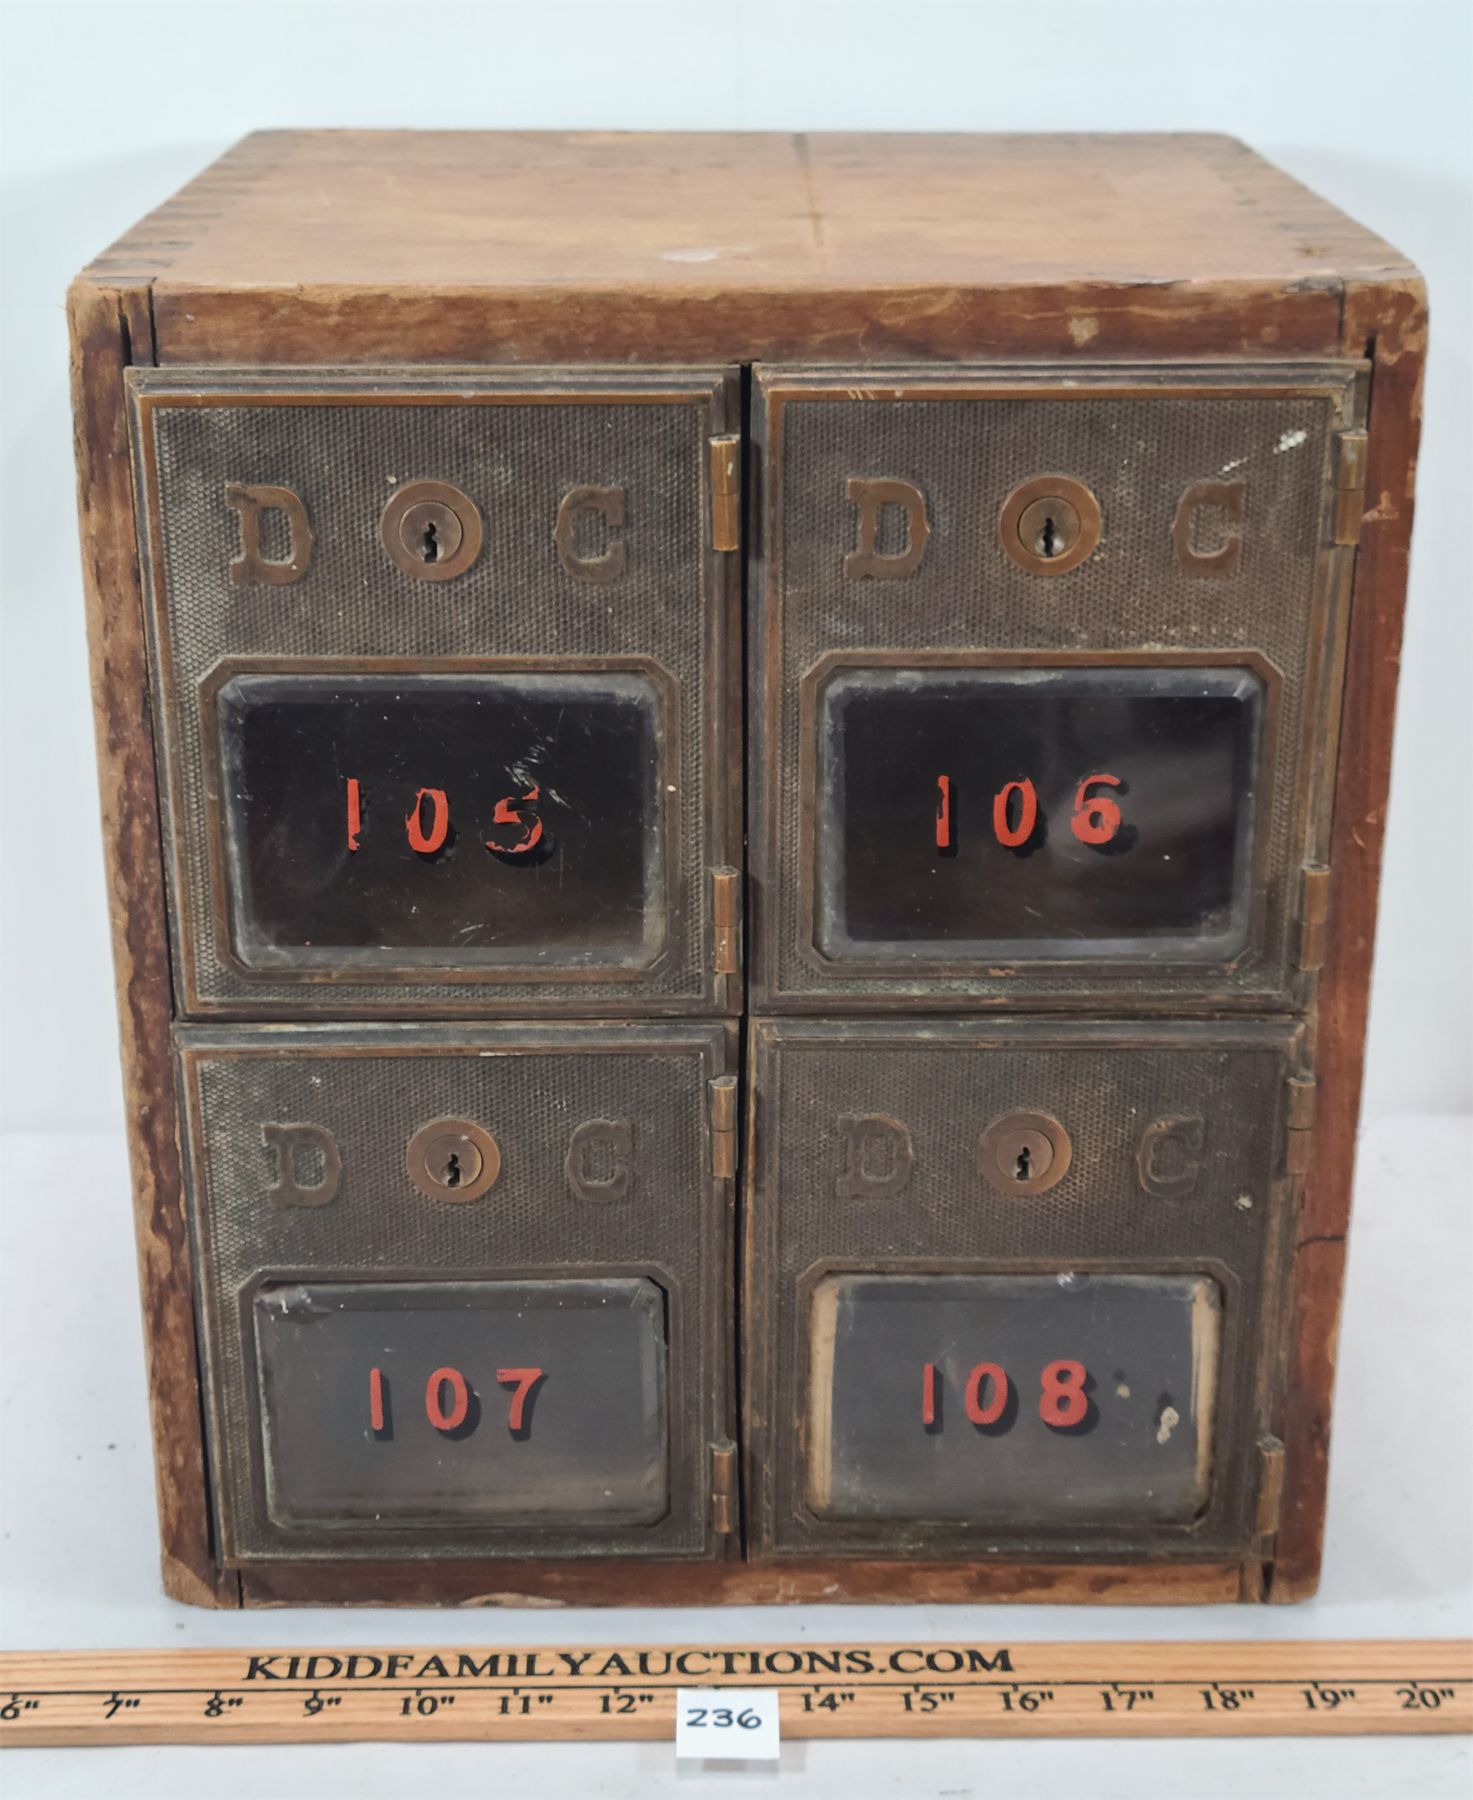 D C D C
105 106
D C D C
107 108
KIDDFAMILYAUCTIONS.COM
6" 7" 8" 9" 10" 11" 12" 14" 15" 16" 17" 18" 19" 20"
236